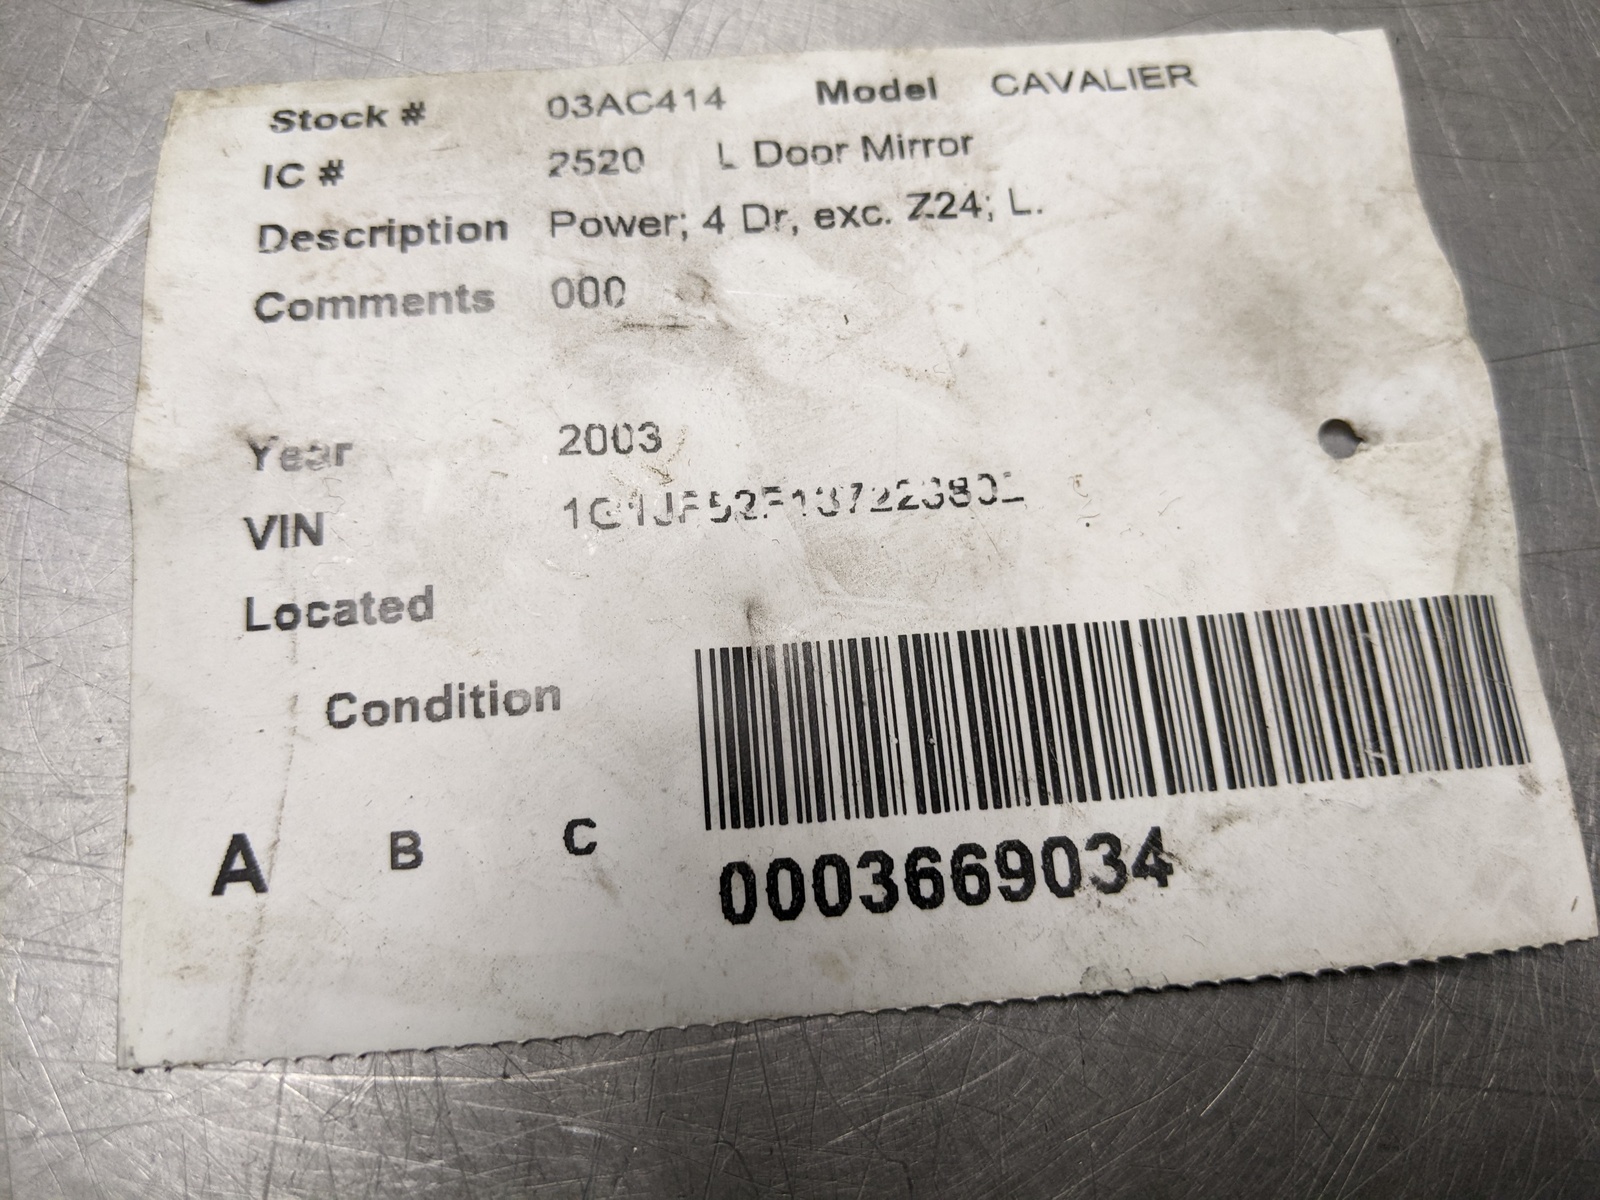 Stock # 03AC414 Model CAVALIER
IC # 2520 L Door Mirror
Description Power; 4 Dr, exc. Z24; L.
Comments 000
Year 2003
VIN
Located
Condition
A B C
0003669034